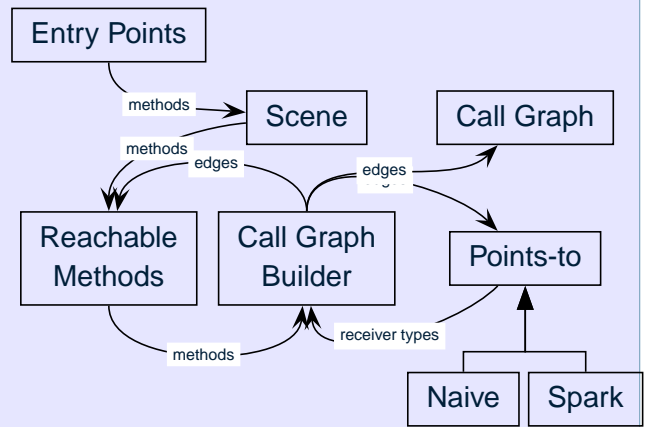 Entry Points
methods
Scene
Call Graph
methods
edges
edges
Reachable
Methods
Call Graph
Builder
Points-to
methods
receiver types
Naive
Spark